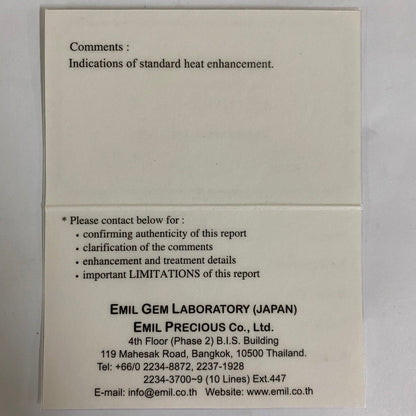 Comments :
Indications of standard heat enhancement.
* Please contact below for :
• confirming authenticity of this report
• clarification of the comments
• enhancement and treatment details
• important LIMITATIONS of this report
EMIL GEM LABORATORY (JAPAN)
EMIL PRECIOUS Co., Ltd.
4th Floor (Phase 2) B.I.S. Building
119 Mahesak Road, Bangkok, 10500 Thailand.
Tel: +66/0 2234-8872, 2237-1928
2234-3700~9 (10 Lines) Ext.447
E-mail: info@emil.co.th Website: www.emil.co.th